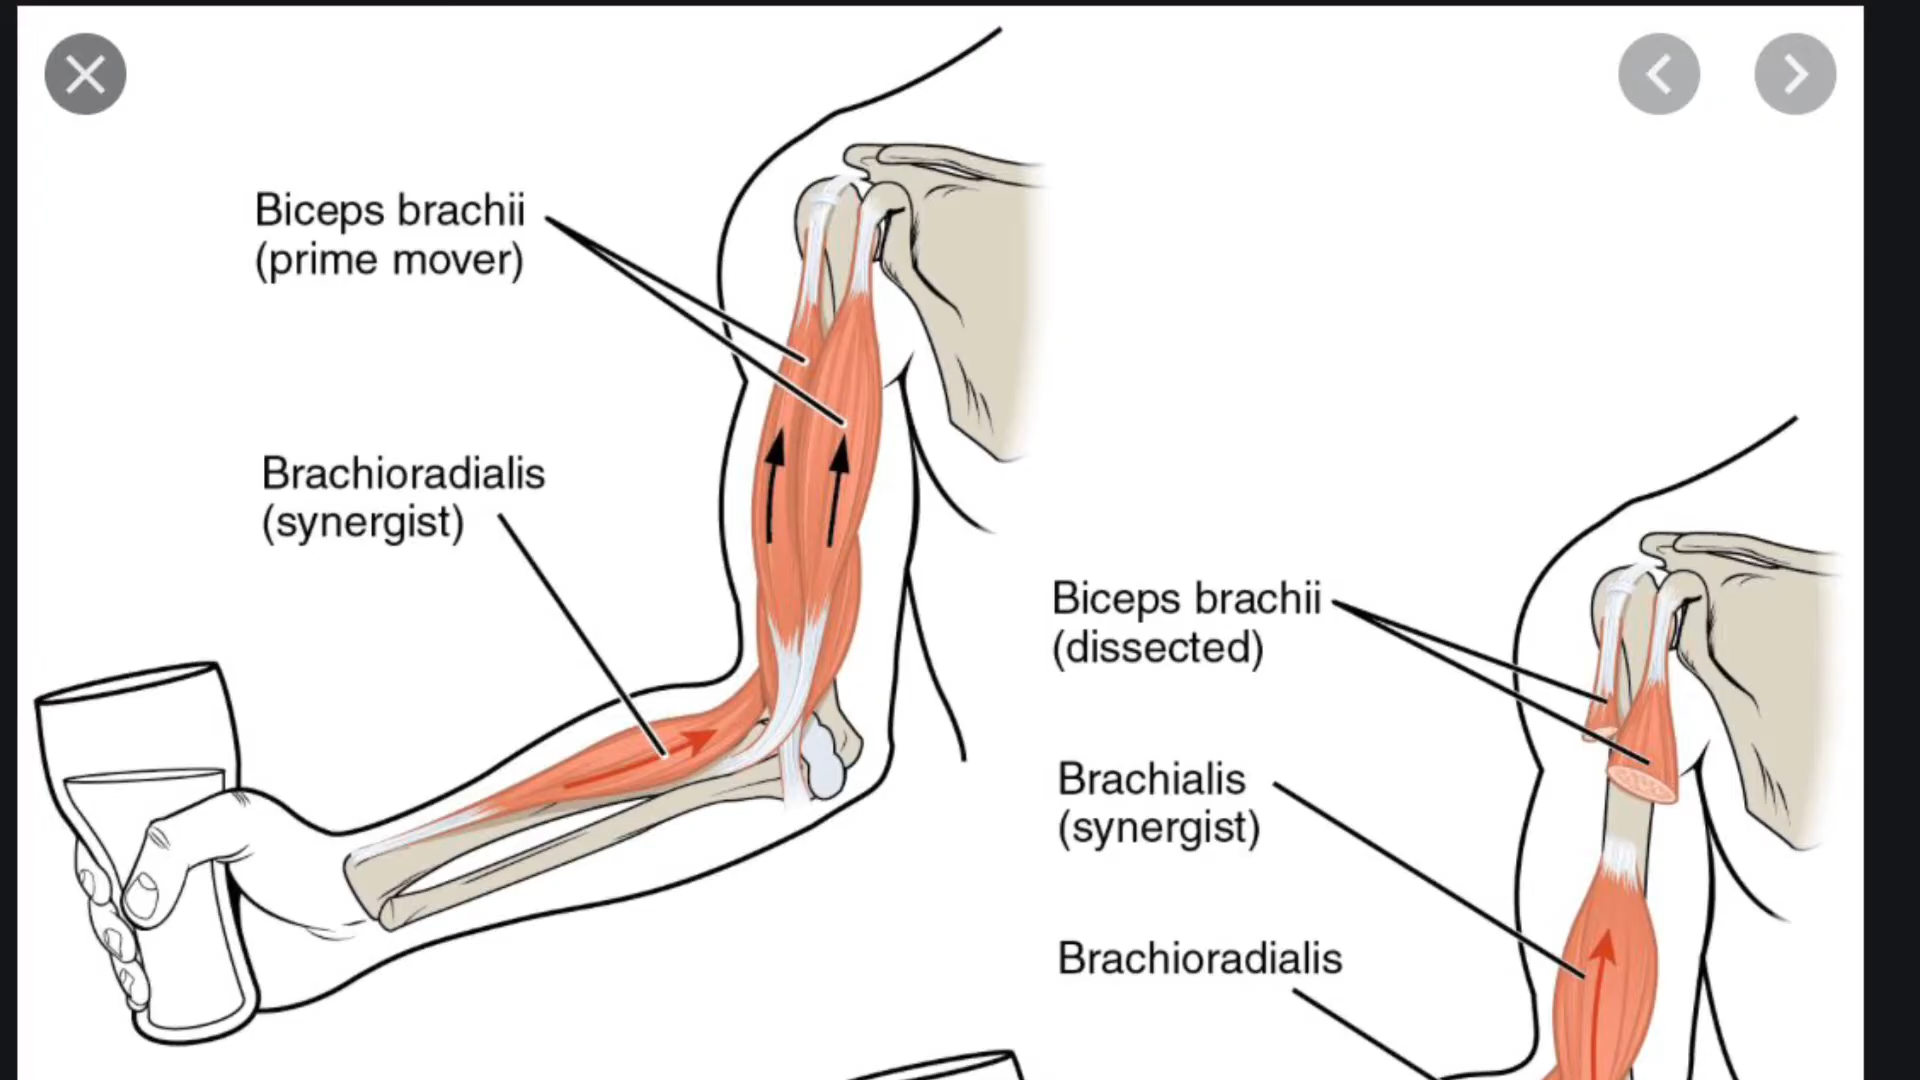 Biceps brachii
(prime mover)
Brachioradialis
(synergist)
Biceps brachii
(dissected)
Brachialis
(synergist)
Brachioradialis